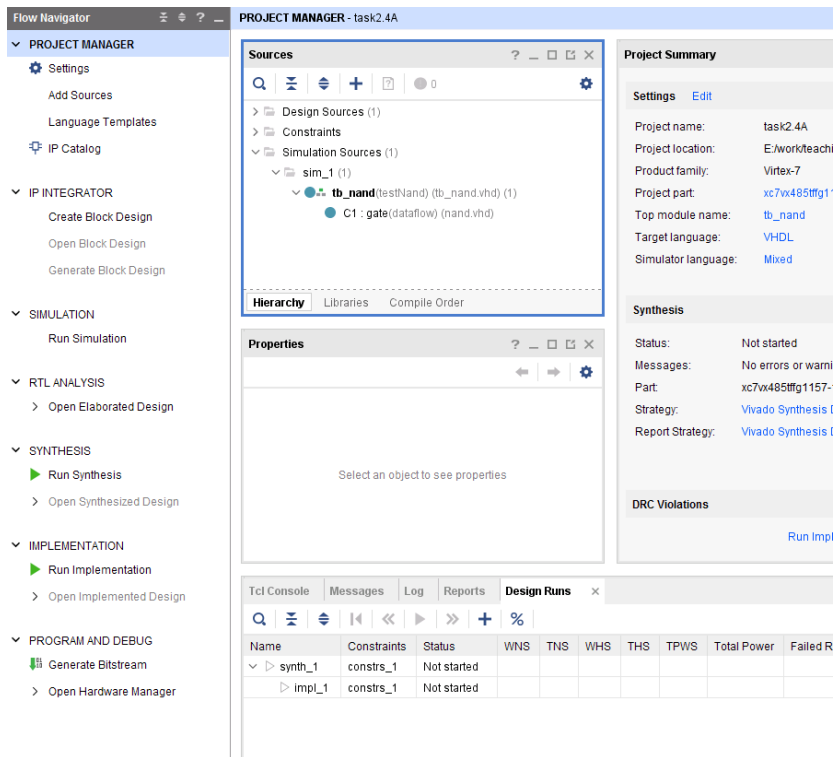 Flow Navigator ?
PROJECT MANAGER - task2.4A
PROJECT MANAGER
Settings
Add Sources
Language Templates
IP Catalog
IP INTEGRATOR
Create Block Design
Open Block Design
Generate Block Design
SIMULATION
Run Simulation
RTL ANALYSIS
Open Elaborated Design
SYNTHESIS
Run Synthesis
Open Synthesized Design
IMPLEMENTATION
Run Implementation
Open Implemented Design
PROGRAM AND DEBUG
Generate Bitstream
Open Hardware Manager
Sources ?
0
Design Sources (1)
Constraints
Simulation Sources (1)
sim_1 (1)
tb_nand(testNand) (tb_nand.vhd) (1)
C1 : gate(dataflow) (nand.vhd)
Hierarchy Libraries Compile Order
Properties ?
Select an object to see properties
Project Summary
Settings Edit
Project name: task2.4A
Project location: E:/work/teachi
Product family: Virtex-7
Project part: xc7vx485tffg11
Top module name: tb_nand
Target language: VHDL
Simulator language: Mixed
Synthesis
Status: Not started
Messages: No errors or warni
Part: xc7vx485tffg1157-
Strategy: Vivado Synthesis
Report Strategy: Vivado Synthesis
DRC Violations
Run Impl
Tcl Console Messages Log Reports Design Runs
%
Name Constraints Status WNS TNS WHS THS TPWS Total Power Failed R
synth_1 constrs_1 Not started
impl_1 constrs_1 Not started